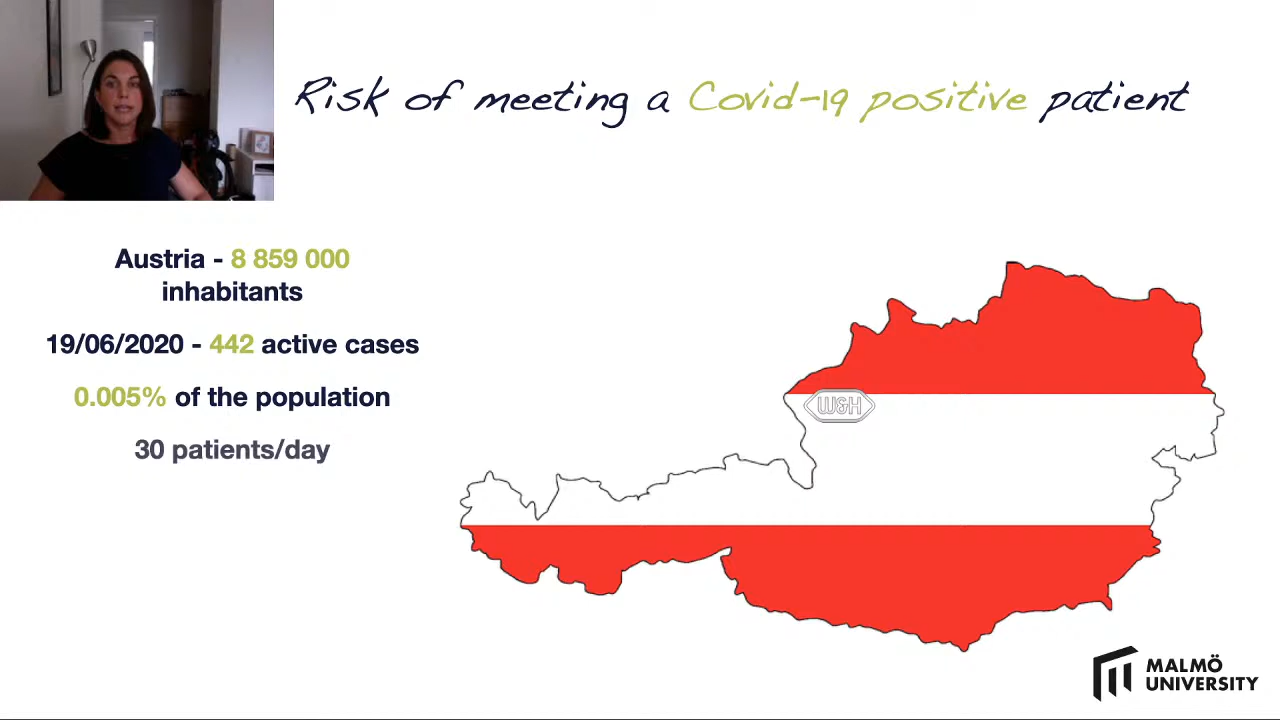 Risk of meeting a Covid-19 positive patient
Austria - 8 859 000
inhabitants
19/06/2020 - 442 active cases
0.005% of the population
30 patients/day
W&H
MALMÖ
UNIVERSITY